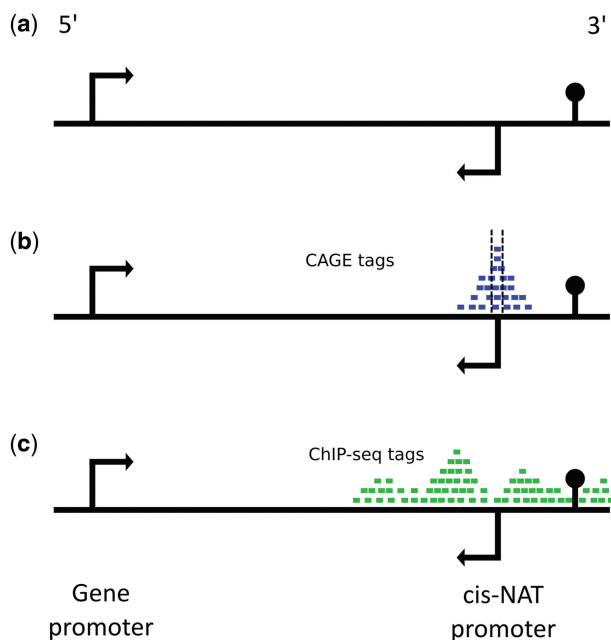 (a) 5' 3'
(b)
CAGE tags
(c)
ChIP-seq tags
Gene
promoter
cis-NAT
promoter